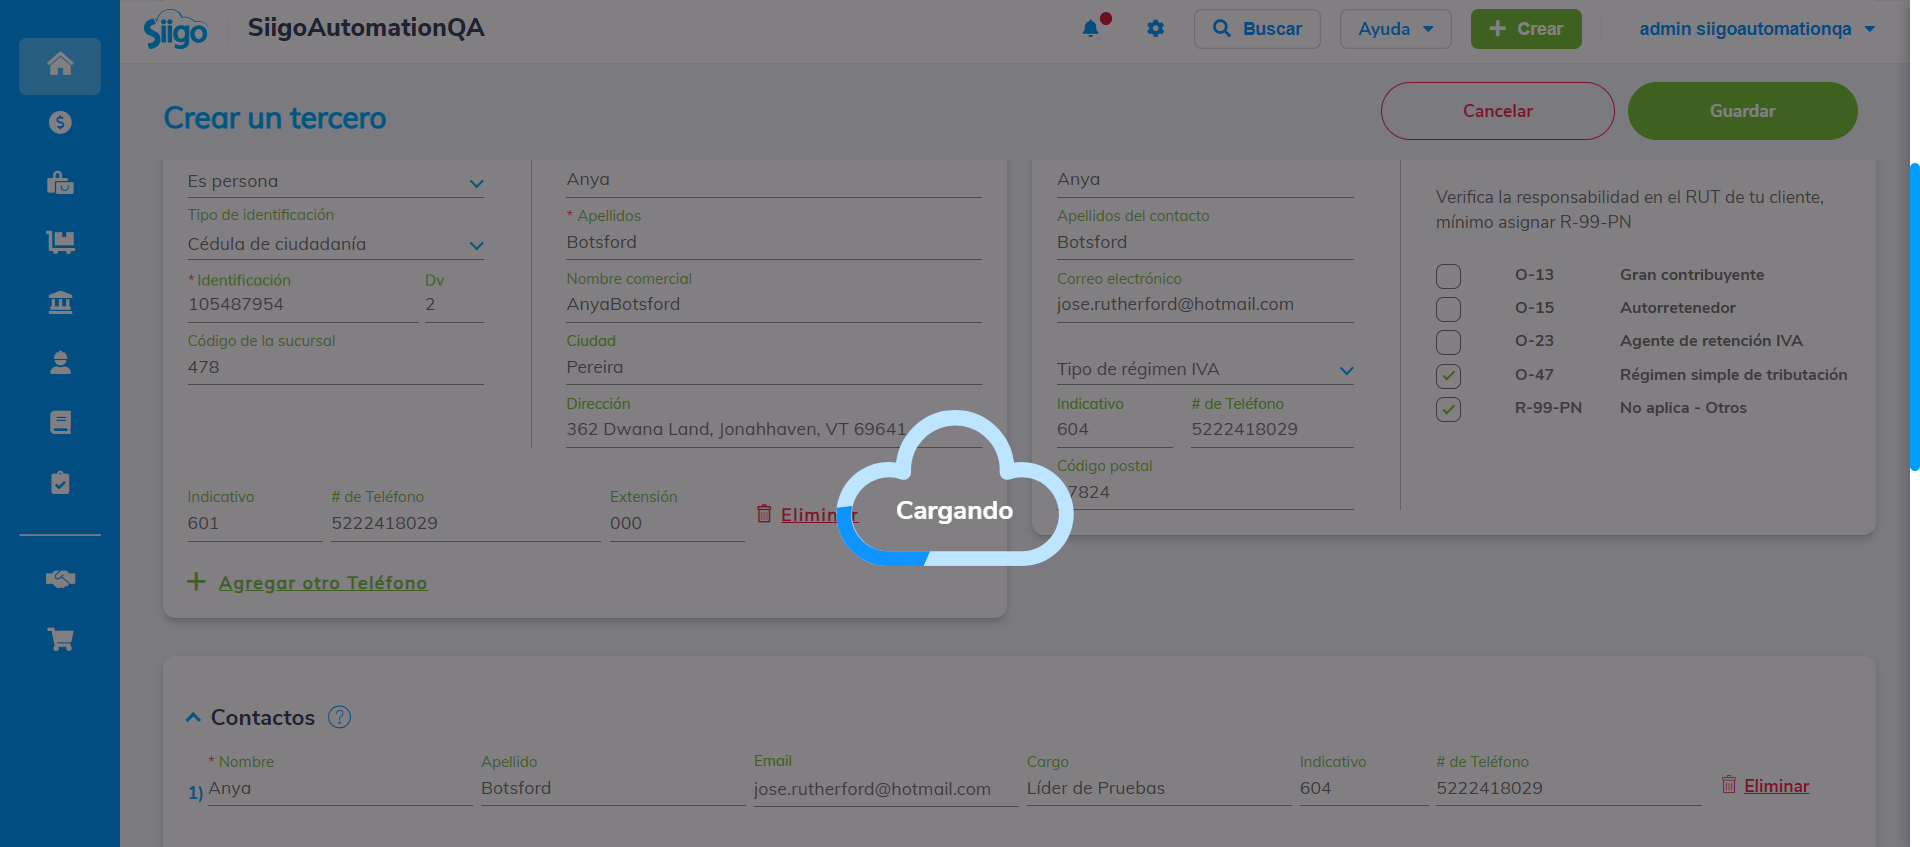 Siigo
SiigoAutomationQA
Buscar
Ayuda
Crear
admin siigoautomationqa
Crear un tercero
Cancelar
Guardar
Es persona
Tipo de identificación
Cédula de ciudadanía
* Identificación
Dv
105487954
2
Código de la sucursal
478
Anya
* Apellidos
Botsford
Nombre comercial
AnyaBotsford
Ciudad
Pereira
Dirección
362 Dwana Land, Jonahhaven, VT 69641
Indicativo
# de Teléfono
Extensión
601
5222418029
000
Eliminar
Agregar otro Teléfono
Anya
Apellidos del contacto
Botsford
Correo electrónico
jose.rutherford@hotmail.com
Tipo de régimen IVA
Indicativo
# de Teléfono
604
5222418029
Código postal
7824
Verifica la responsabilidad en el RUT de tu cliente,
mínimo asignar R-99-PN
O-13 Gran contribuyente
O-15 Autorretenedor
O-23 Agente de retención IVA
O-47 Régimen simple de tributación
R-99-PN No aplica - Otros
Cargando
Contactos ?
* Nombre
Apellido
Email
Cargo
Indicativo
# de Teléfono
1) Anya
Botsford
jose.rutherford@hotmail.com
Líder de Pruebas
604
5222418029
Eliminar